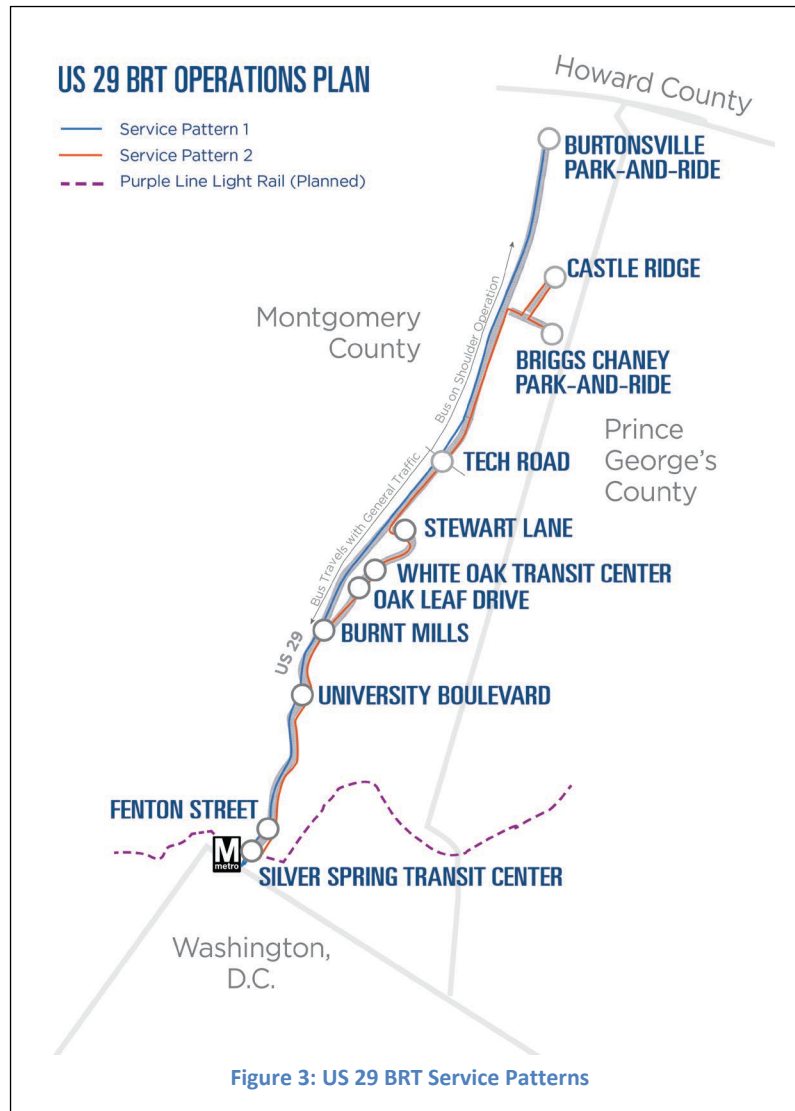 US 29 BRT OPERATIONS PLAN
Service Pattern 1
Service Pattern 2
Purple Line Light Rail (Planned)
Howard County
BURTONSVILLE
PARK-AND-RIDE
CASTLE RIDGE
Bus on Shoulder Operation
Montgomery
County
BRIGGS CHANEY
PARK-AND-RIDE
Prince
George's
County
TECH ROAD
Bus Travels with General Traffic
STEWART LANE
WHITE OAK TRANSIT CENTER
OAK LEAF DRIVE
BURNT MILLS
US 29
UNIVERSITY BOULEVARD
FENTON STREET
M
metro
SILVER SPRING TRANSIT CENTER
Washington,
D.C.
Figure 3: US 29 BRT Service Patterns